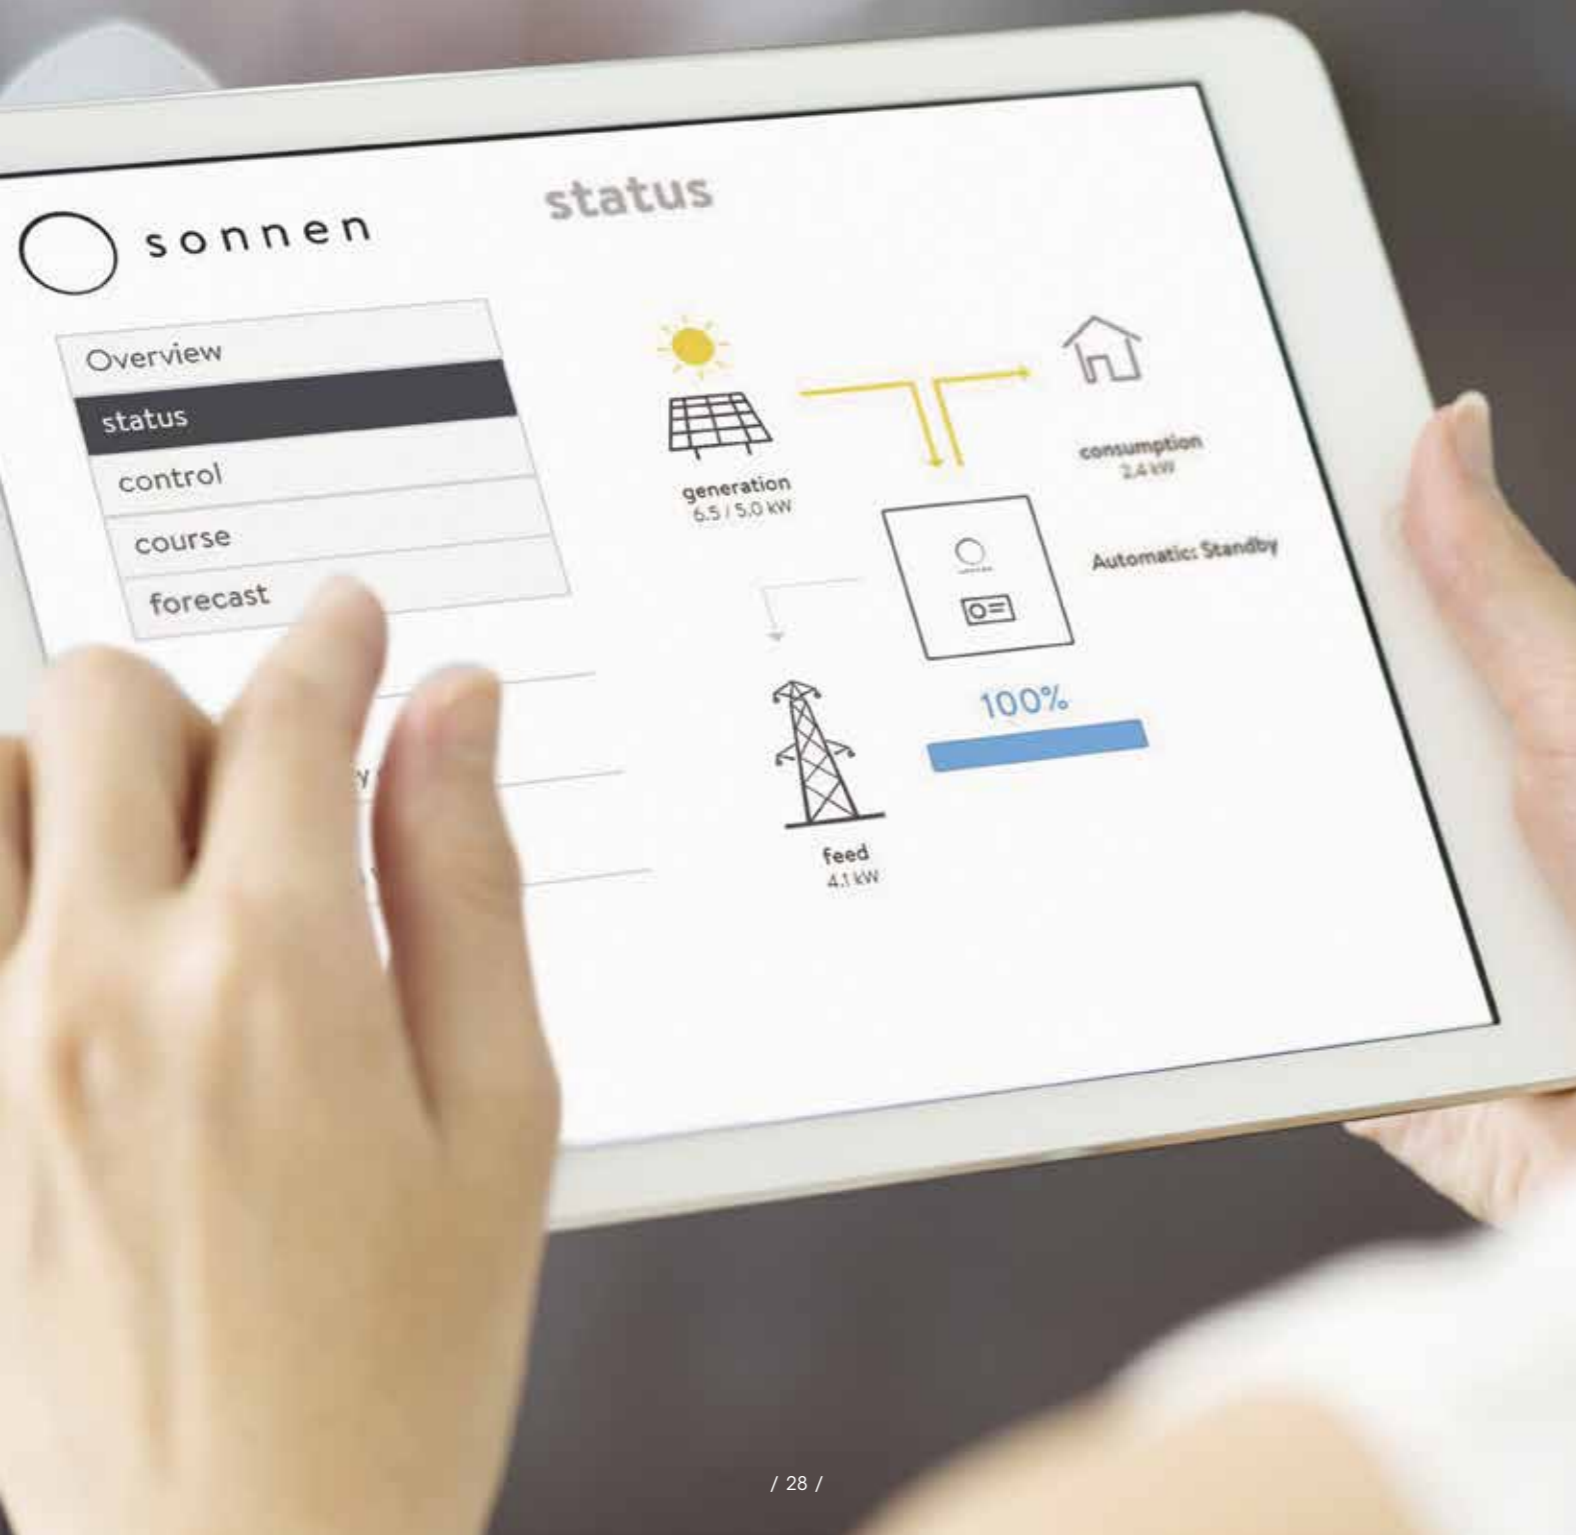 sonnen
status
Overview
status
control
course
forecast
generation
6.5 / 5.0 kW
consumption
2.4 kW
Automatic: Standby
100%
feed
4.1 kW
/ 28 /